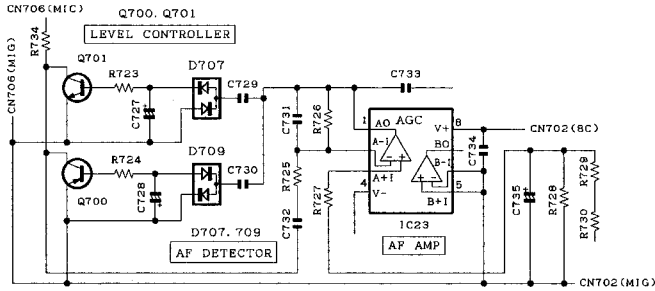 CN706(MIC)
Q700. Q701
LEVEL CONTROLLER
R734
CN706(MIG)
Q701
R723
D707
C729
C733
C727
C731
R726
1
AGC
AO
V+
8
CN702(8C)
A-I
BO
C734
B-I
R724
D709
C730
R725
A+I
4
V-
5
B+I
Q700
C728
C732
R727
IC23
C735
R728
R729
R730
D707. 709
AF DETECTOR
AF AMP
CN702(MIG)